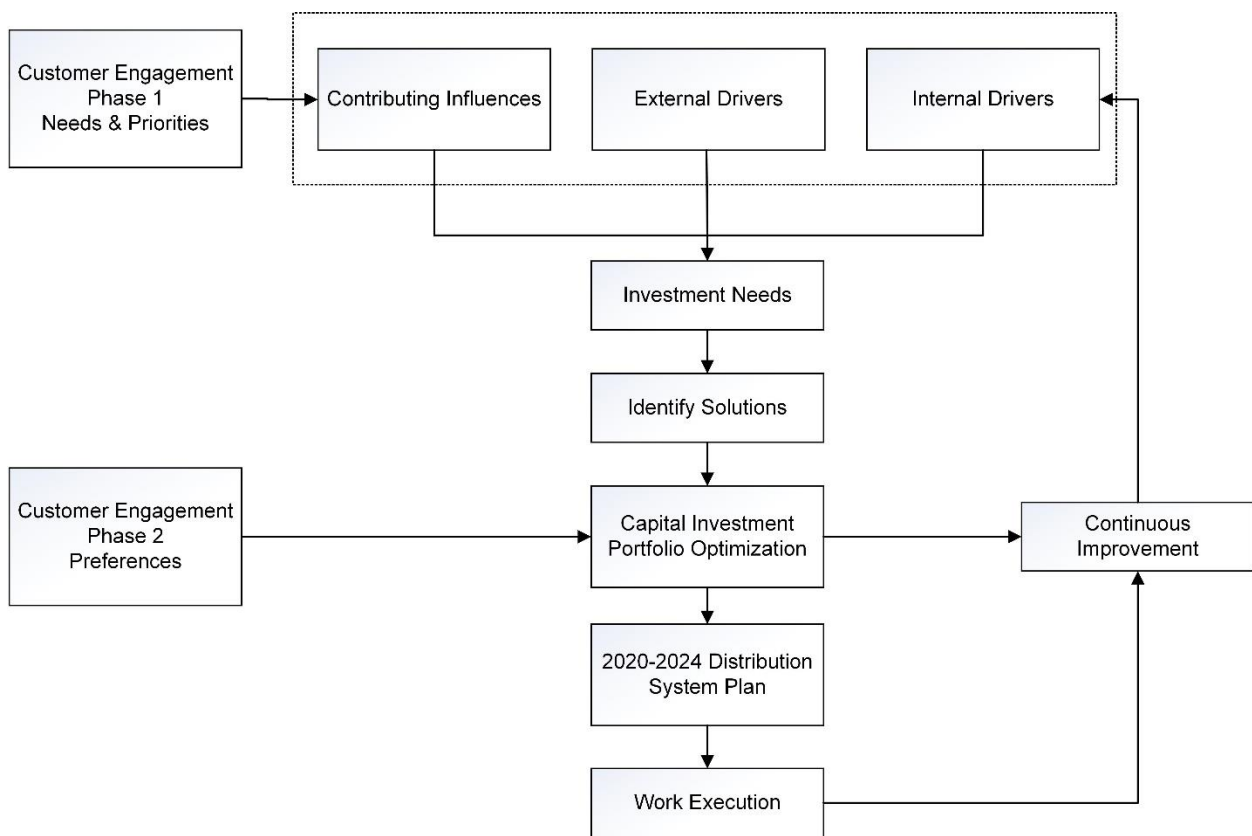 Customer Engagement
Phase 1
Needs & Priorities
Contributing Influences
External Drivers
Internal Drivers
Investment Needs
Identify Solutions
Customer Engagement
Phase 2
Preferences
Capital Investment
Portfolio Optimization
Continuous
Improvement
2020-2024 Distribution
System Plan
Work Execution